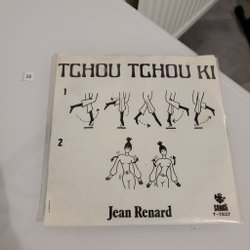 TCHOU TCHOU KI
1
2
Jean Renard